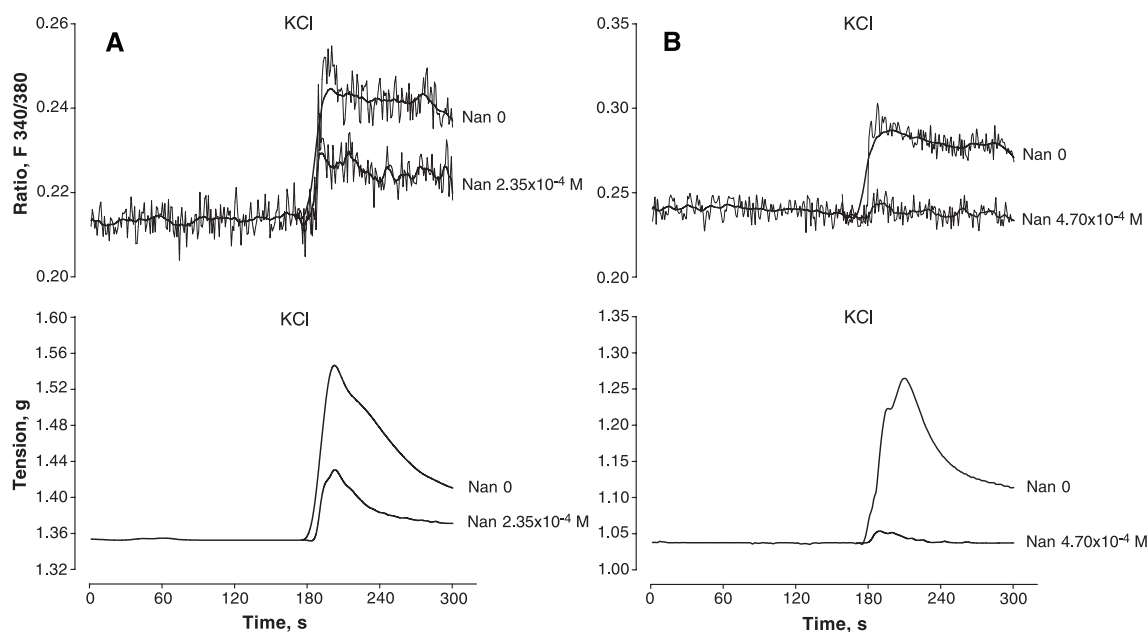 A
KCl
0.26
0.24
0.22
0.20
Ratio, F 340/380
Nan 0
Nan 2.35x10⁻⁴ M
B
KCl
0.35
0.30
0.25
0.20
Nan 0
Nan 4.70x10⁻⁴ M
KCl
1.60
1.56
1.52
1.48
1.44
1.40
1.36
1.32
Tension, g
Nan 0
Nan 2.35x10⁻⁴ M
0 60 120 180 240 300
Time, s
KCl
1.35
1.30
1.25
1.20
1.15
1.10
1.05
1.00
Nan 0
Nan 4.70x10⁻⁴ M
0 60 120 180 240 300
Time, s